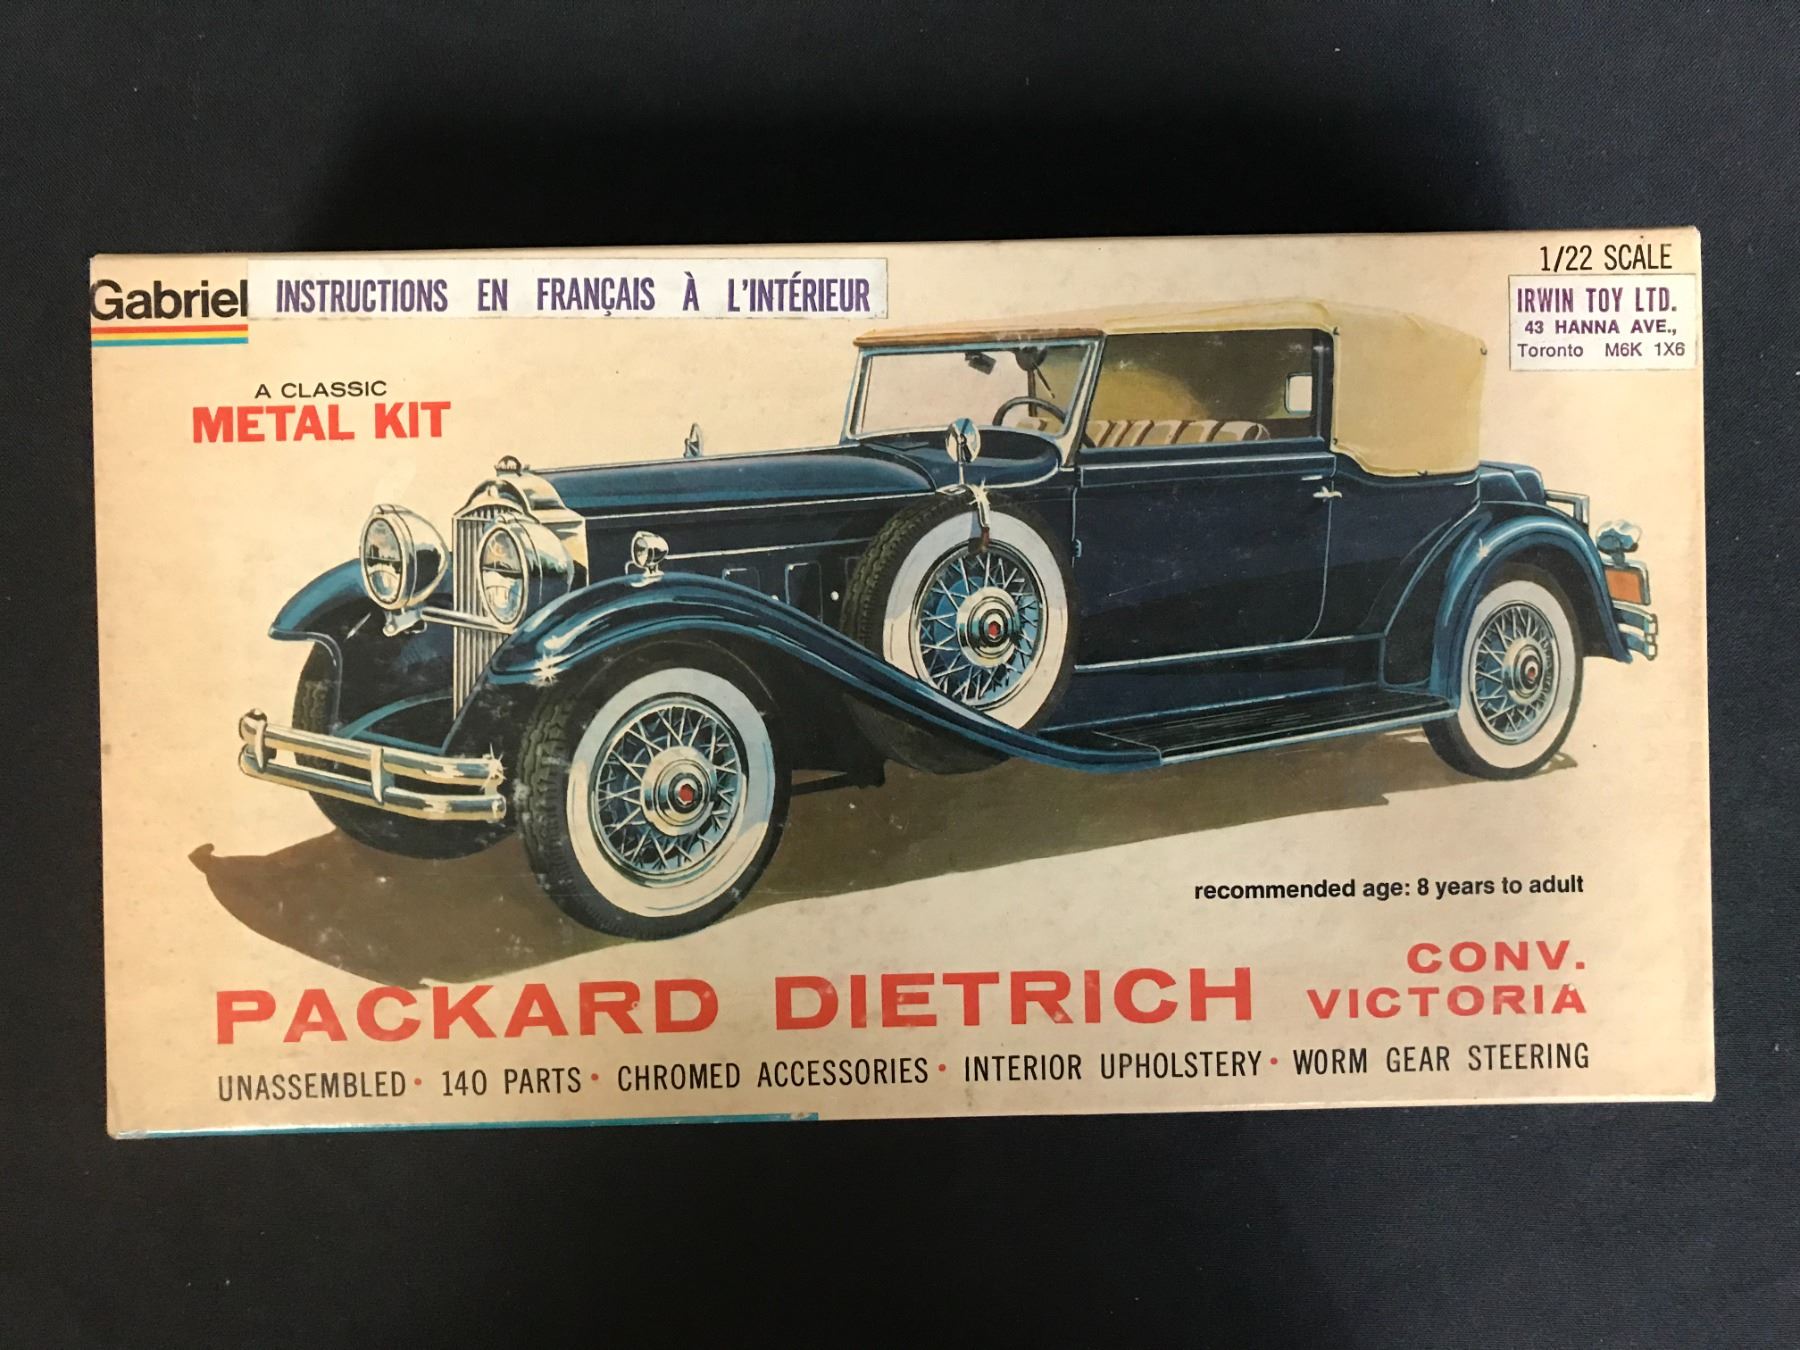 Gabriel
INSTRUCTIONS EN FRANÇAIS À L'INTÉRIEUR
1/22 SCALE
IRWIN TOY LTD.
43 HANNA AVE.,
Toronto M6K 1X6
A CLASSIC
METAL KIT
recommended age: 8 years to adult
PACKARD DIETRICH
CONV.
VICTORIA
UNASSEMBLED • 140 PARTS • CHROMED ACCESSORIES • INTERIOR UPHOLSTERY • WORM GEAR STEERING